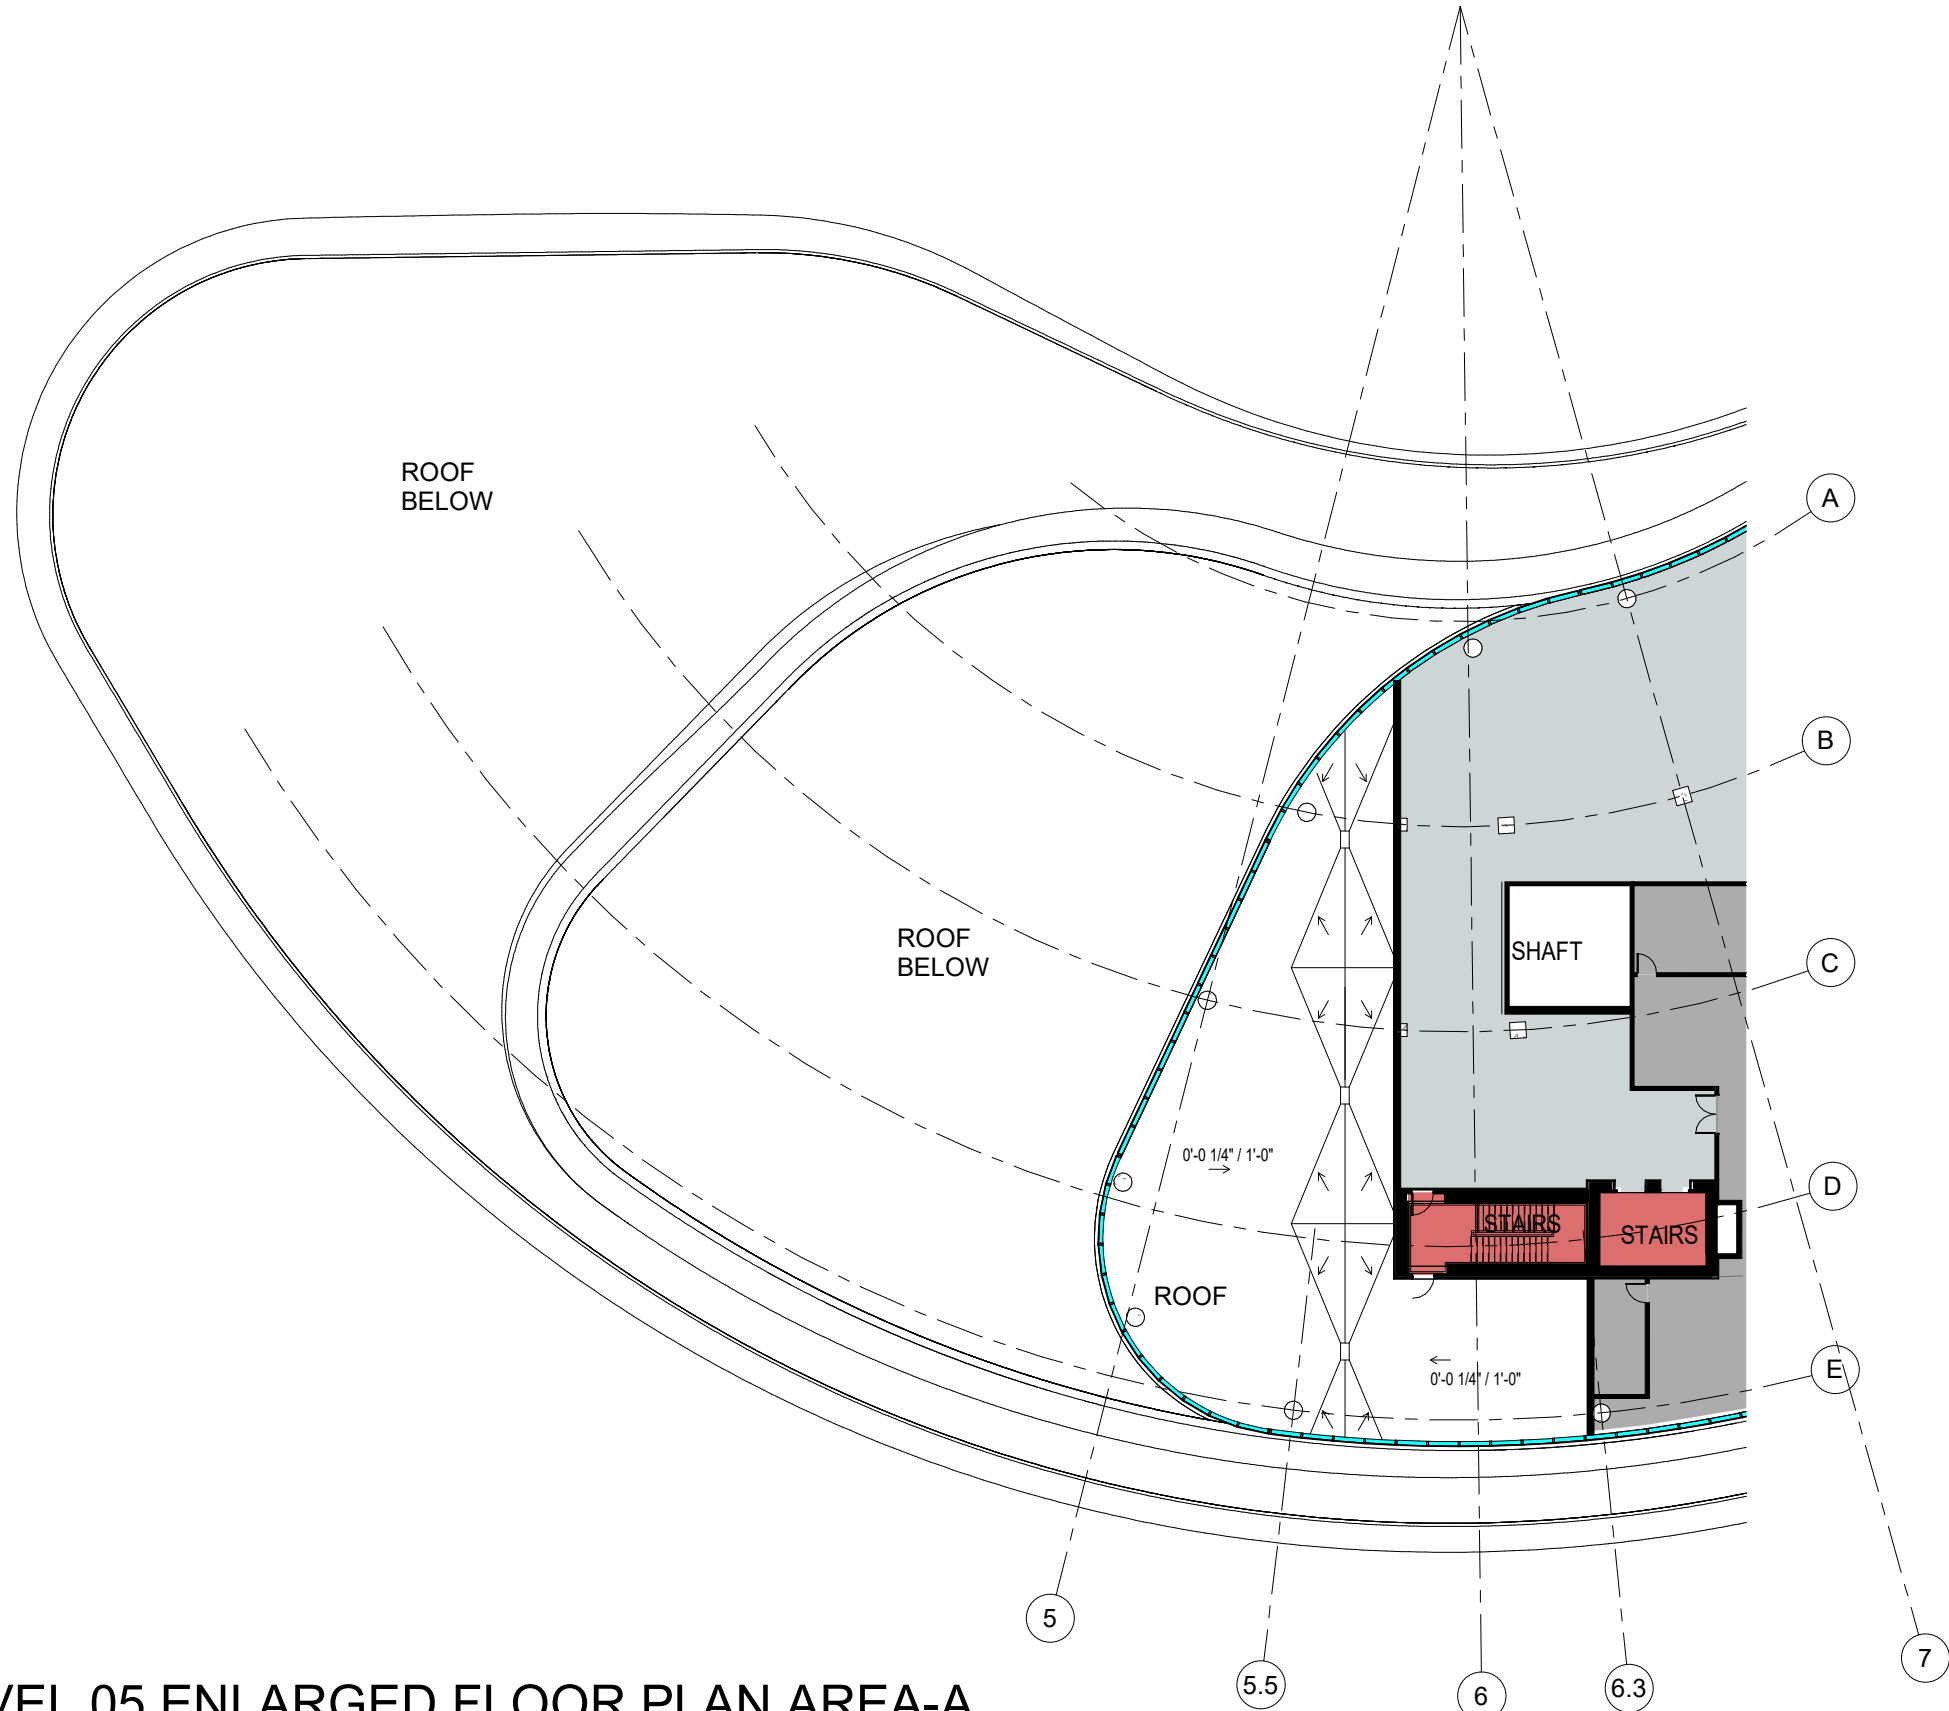 ROOF
BELOW
A
B
ROOF
BELOW
SHAFT
C
0'-0 1/4" / 1'-0"
D
STAIRS
STAIRS
ROOF
0'-0 1/4" / 1'-0"
E
5
5.5
6
6.3
7
VEL 05 ENLARGED FLOOR PLAN AREA-A